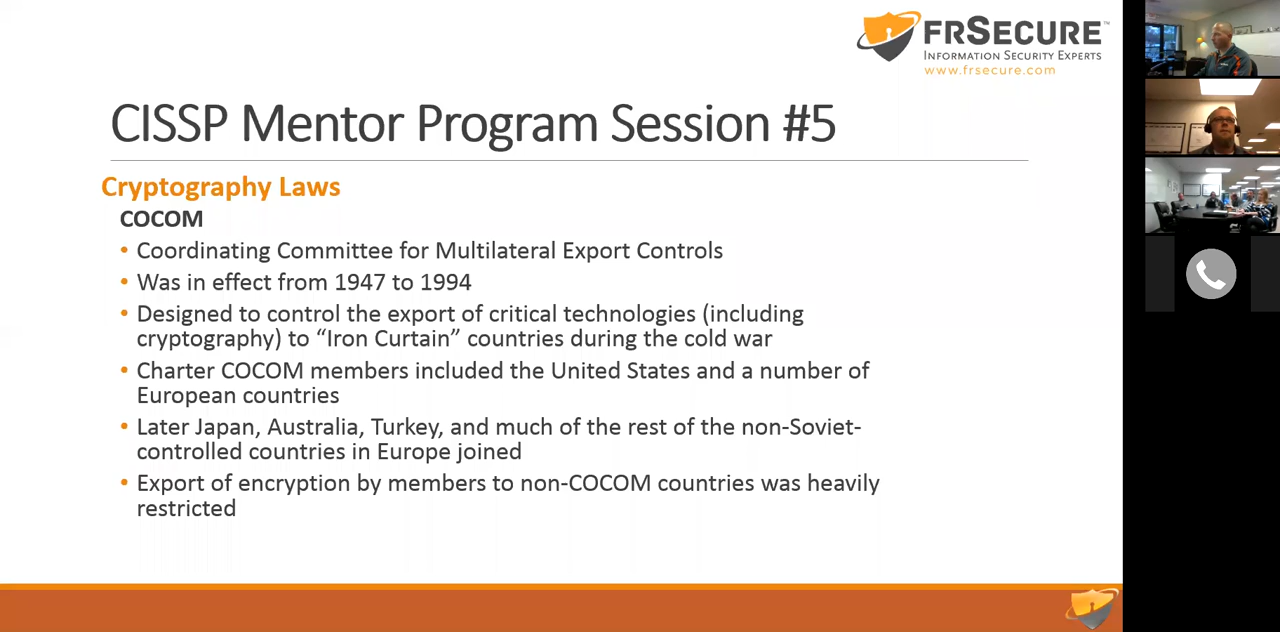 FRSECURE™
INFORMATION SECURITY EXPERTS
www.frsecure.com
CISSP Mentor Program Session #5
Cryptography Laws
COCOM
• Coordinating Committee for Multilateral Export Controls
• Was in effect from 1947 to 1994
• Designed to control the export of critical technologies (including
cryptography) to “Iron Curtain” countries during the cold war
• Charter COCOM members included the United States and a number of
European countries
• Later Japan, Australia, Turkey, and much of the rest of the non-Soviet-
controlled countries in Europe joined
• Export of encryption by members to non-COCOM countries was heavily
restricted